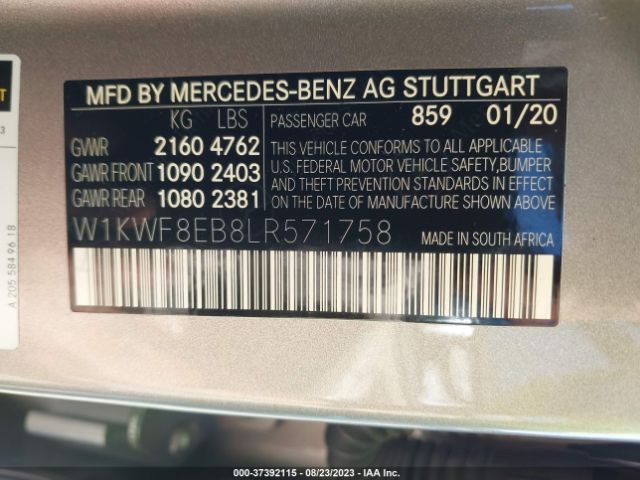 MFD BY MERCEDES-BENZ AG STUTTGART
KG LBS
PASSENGER CAR 859 01/20
GVWR 2160 4762
GAWR FRONT 1090 2403
GAWR REAR 1080 2381
THIS VEHICLE CONFORMS TO ALL APPLICABLE
U.S. FEDERAL MOTOR VEHICLE SAFETY,BUMPER
AND THEFT PREVENTION STANDARDS IN EFFECT
ON THE DATE OF MANUFACTURE SHOWN ABOVE.
W1KWF8EB8LR571758
MADE IN SOUTH AFRICA
A 205 584 96 18
3
T
000-37392115 - 08/23/2023 - IAA Inc.